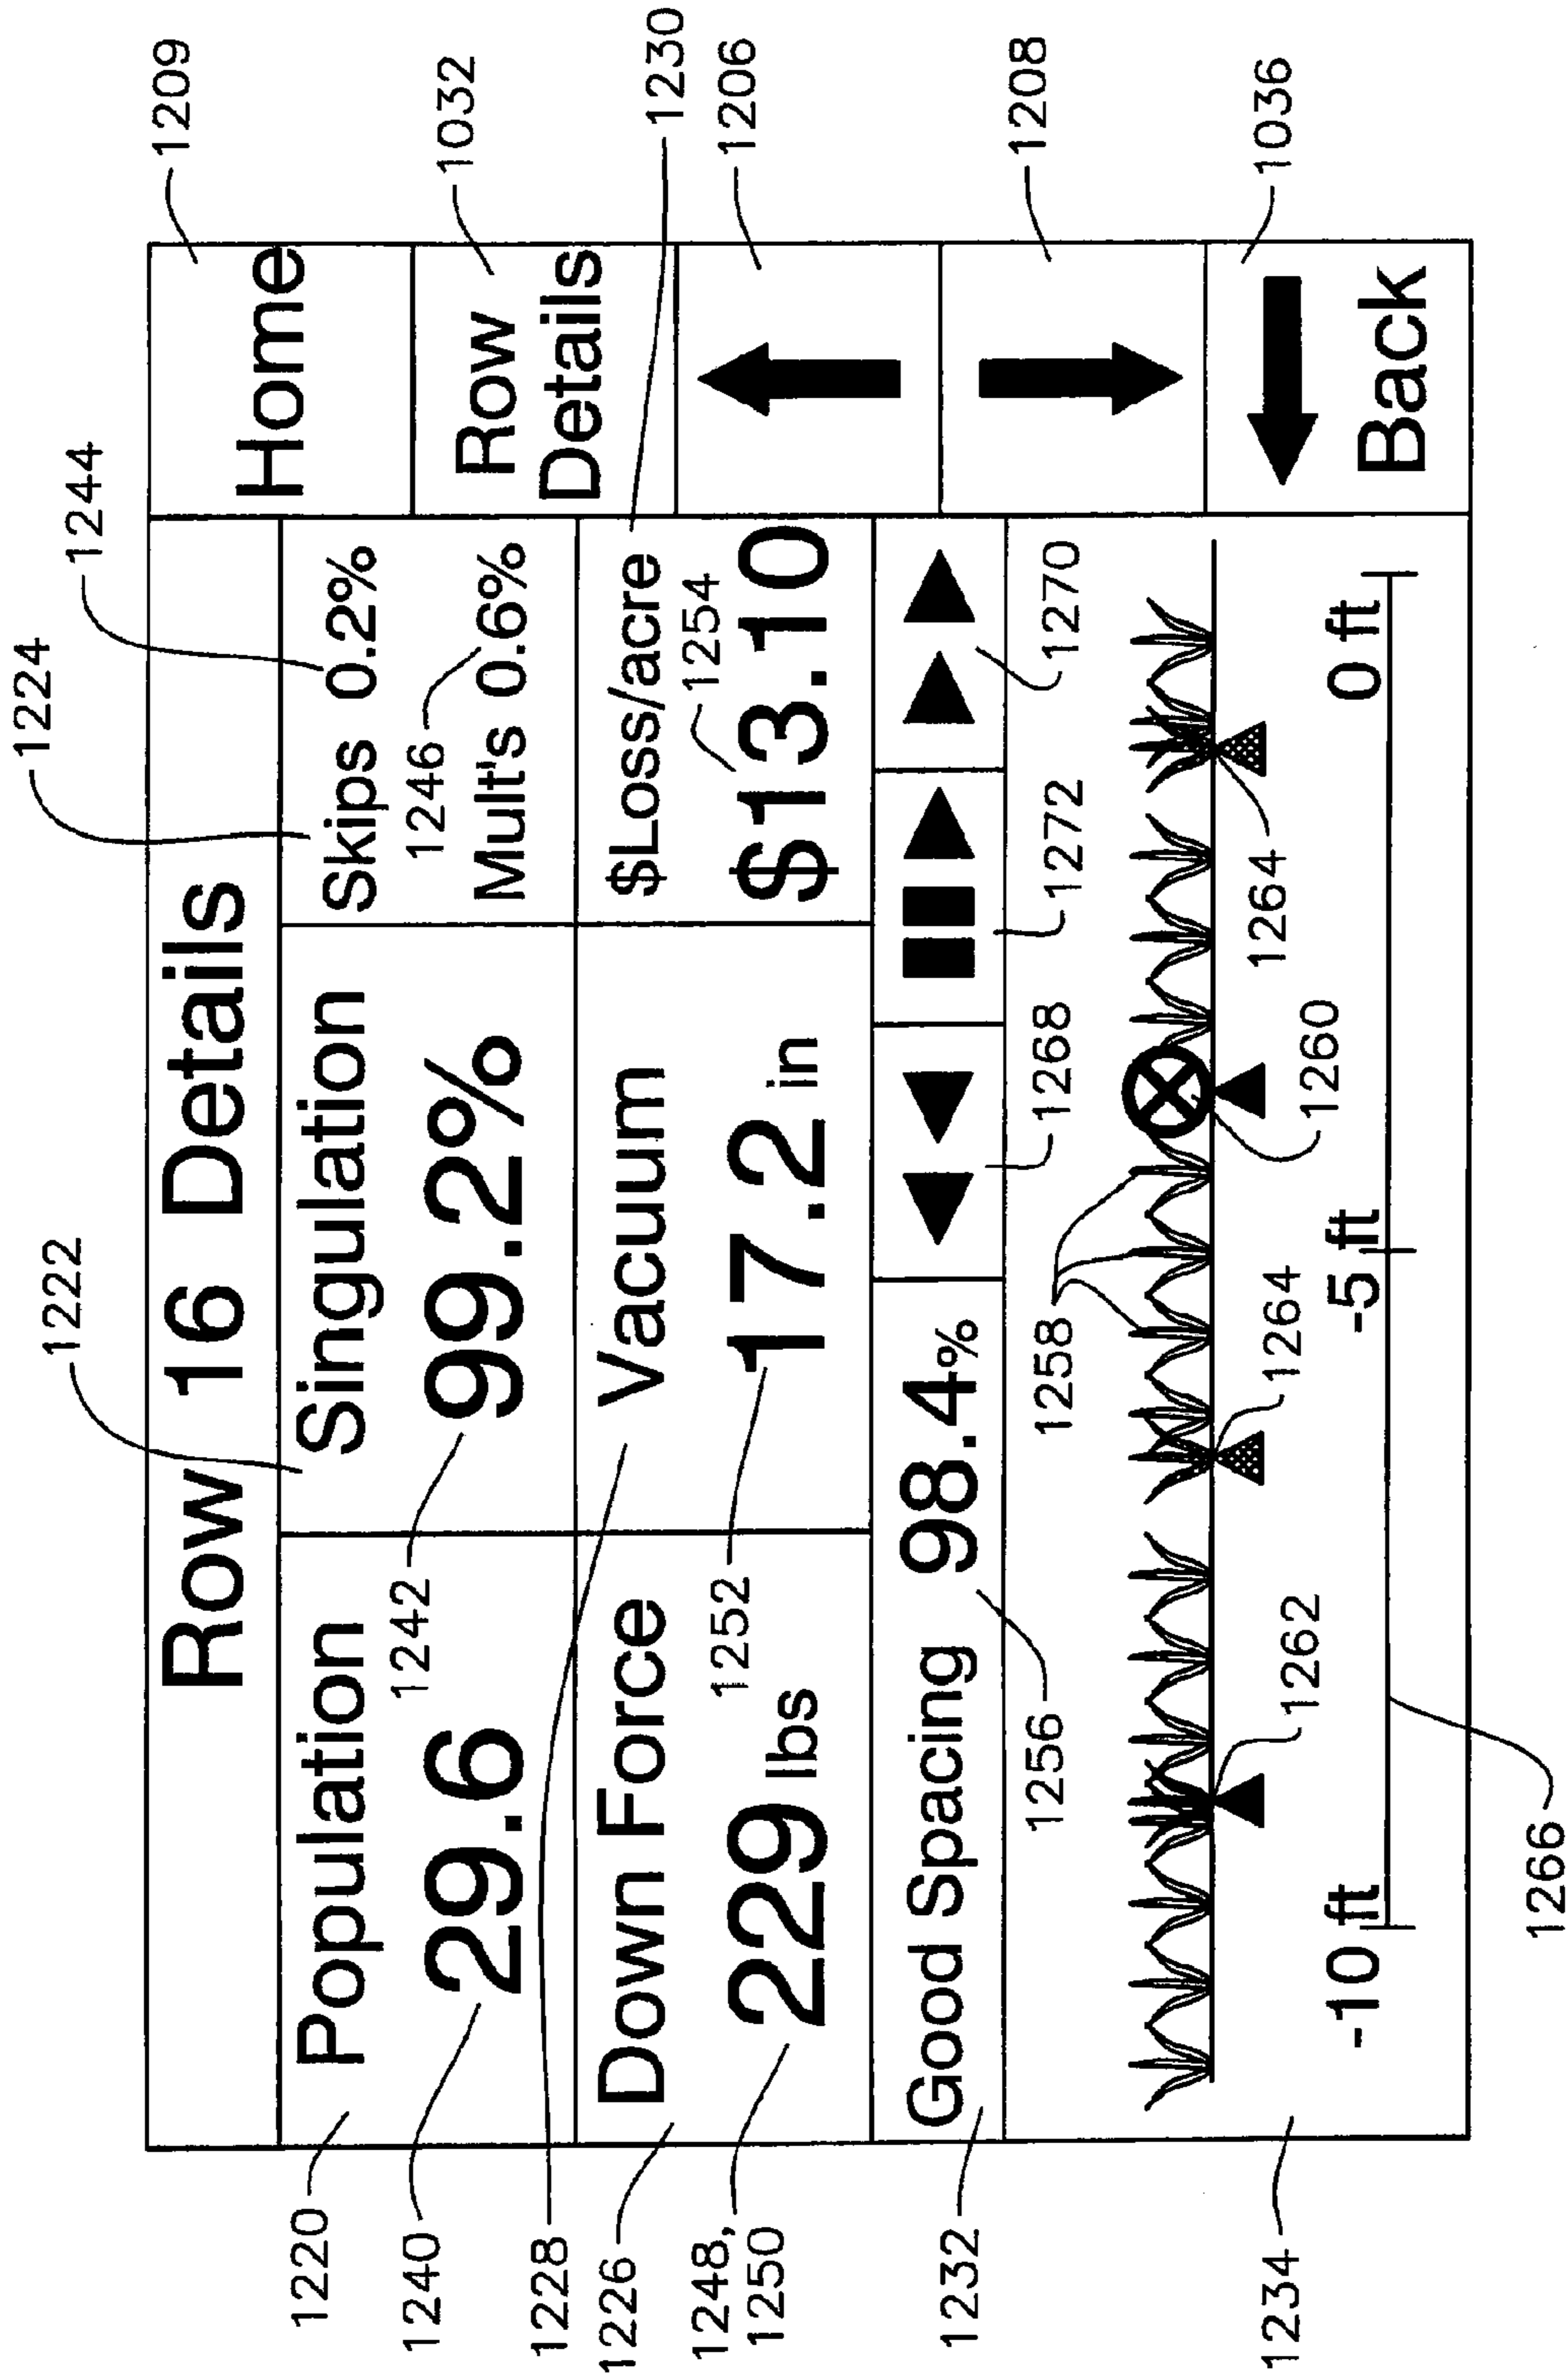 1222
1224
1244
1209
1032
1230
1206
1208
1036
1220
1240
1228
1226
1248,
1250
1232
1234
1266
Row 16 Details
Home
Population
1242
29.6
Singulation
99.2%
Skips 0.2%
1246
Mult's 0.6%
Row
Details
Down Force
1252
229 lbs
Vacuum
17.2 in
$Loss/acre
1254
$13.10
Good Spacing 98.4%
1256
1258
1268
1272
1270
1262
1264
1260
1264
-10 ft
-5 ft
0 ft
Back